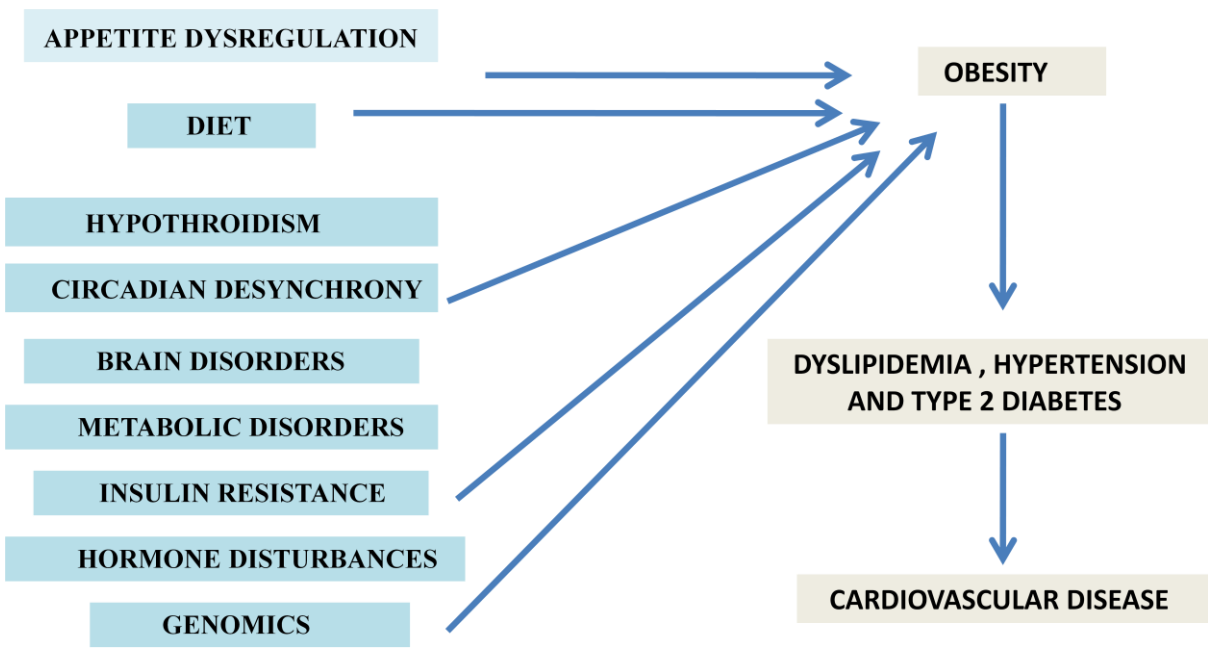 APPETITE DYSREGULATION
DIET
HYPOTHROIDISM
CIRCADIAN DESYNCHRONY
BRAIN DISORDERS
METABOLIC DISORDERS
INSULIN RESISTANCE
HORMONE DISTURBANCES
GENOMICS
OBESITY
DYSLIPIDEMIA , HYPERTENSION
AND TYPE 2 DIABETES
CARDIOVASCULAR DISEASE